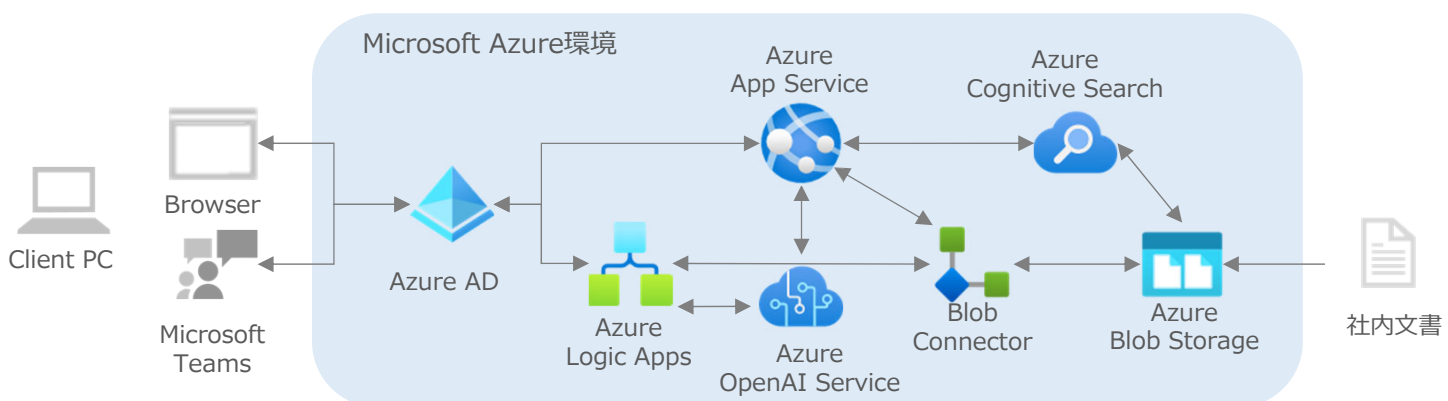 Microsoft Azure環境
Azure
App Service
Azure
Cognitive Search
Browser
Client PC
Azure AD
Microsoft
Teams
Azure
Logic Apps
Azure
OpenAI Service
Blob
Connector
Azure
Blob Storage
社内文書